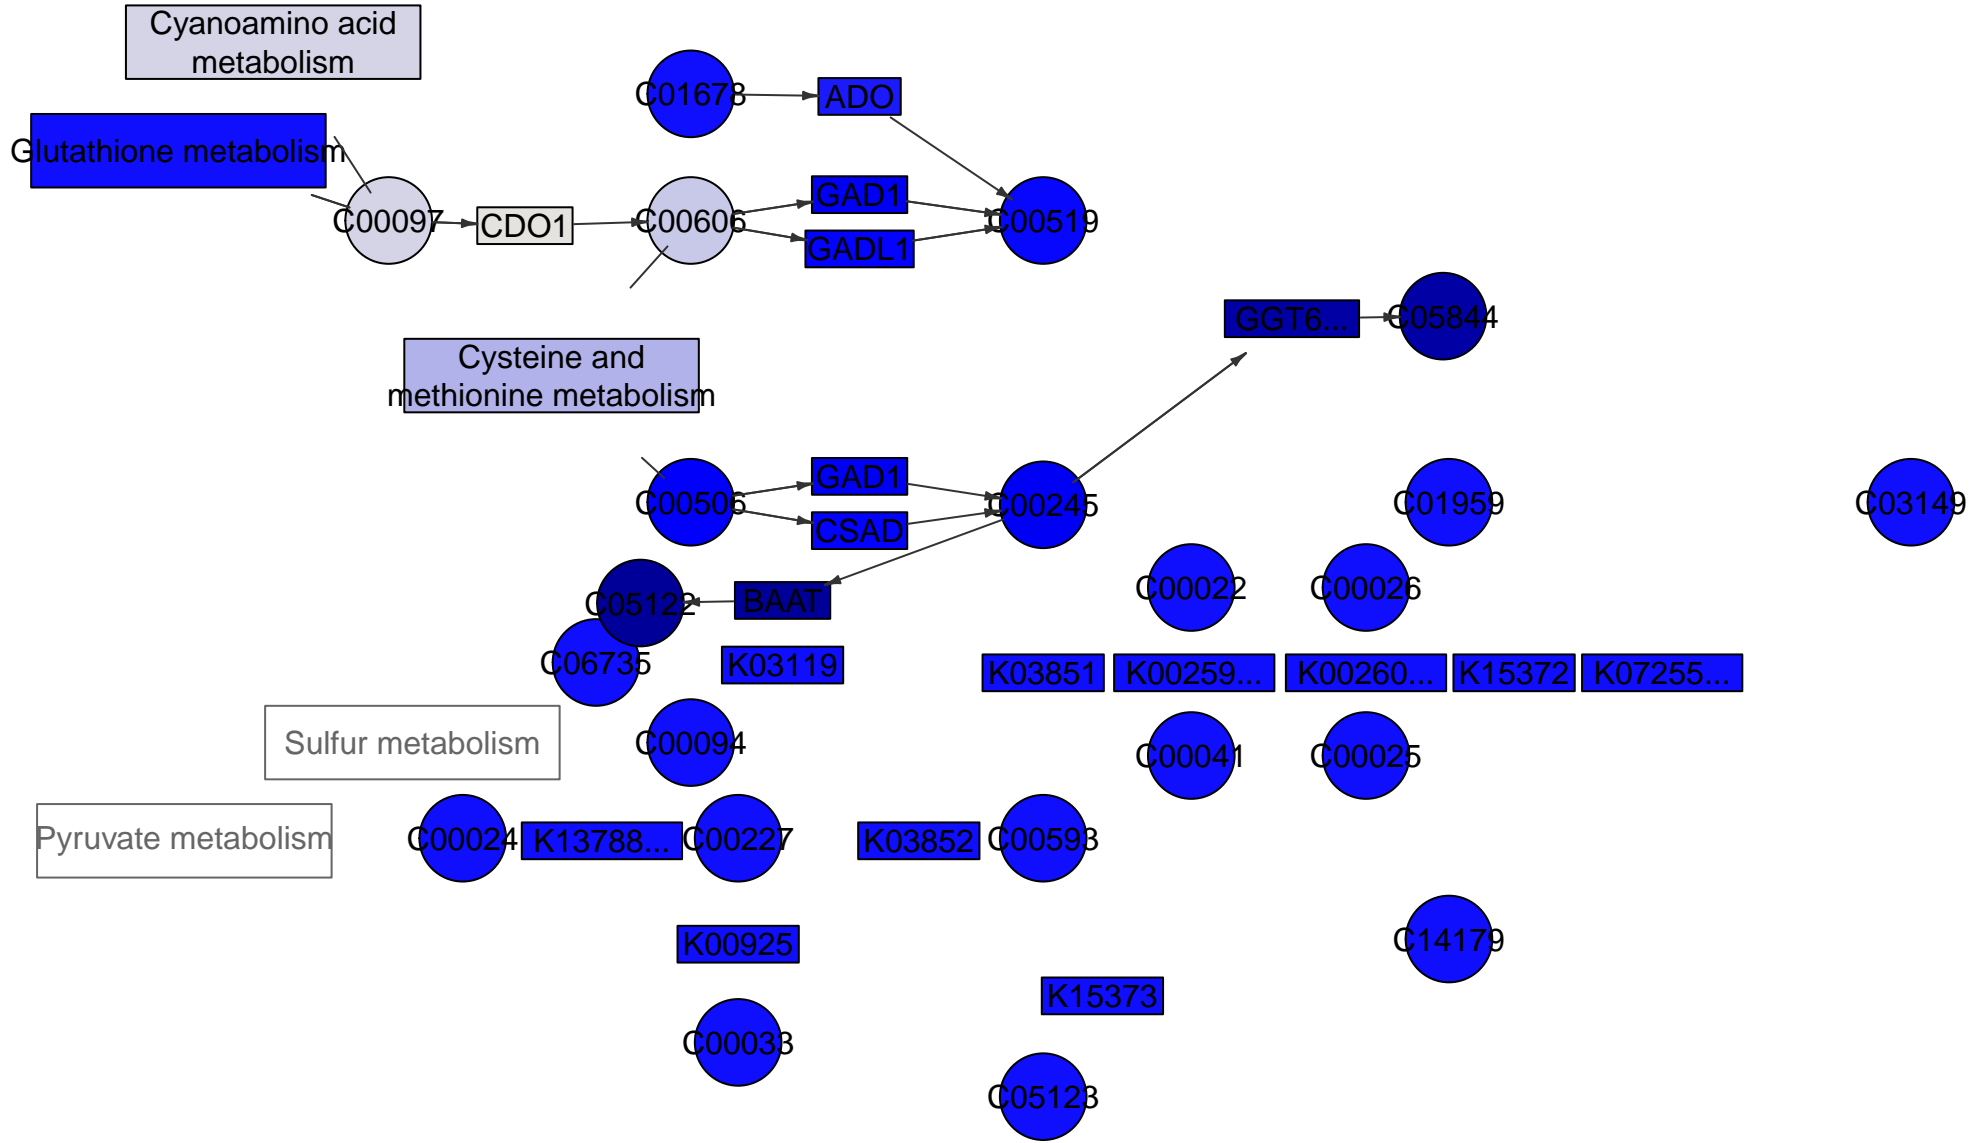 Cyanoamino acid
metabolism
C01678
ADO
Glutathione metabolism
C00097
CDO1
C00606
GAD1
GADL1
C00519
GGT6...
C05844
Cysteine and
methionine metabolism
C00506
GAD1
CSAD
C00245
C01959
C03149
C05122
BAAT
C00022
C00026
C06735
K03119
K03851
K00259...
K00260...
K15372
K07255...
Sulfur metabolism
C00094
C00041
C00025
Pyruvate metabolism
C00024
K13788...
C00227
K03852
C00593
K00925
C14179
K15373
C00033
C05123